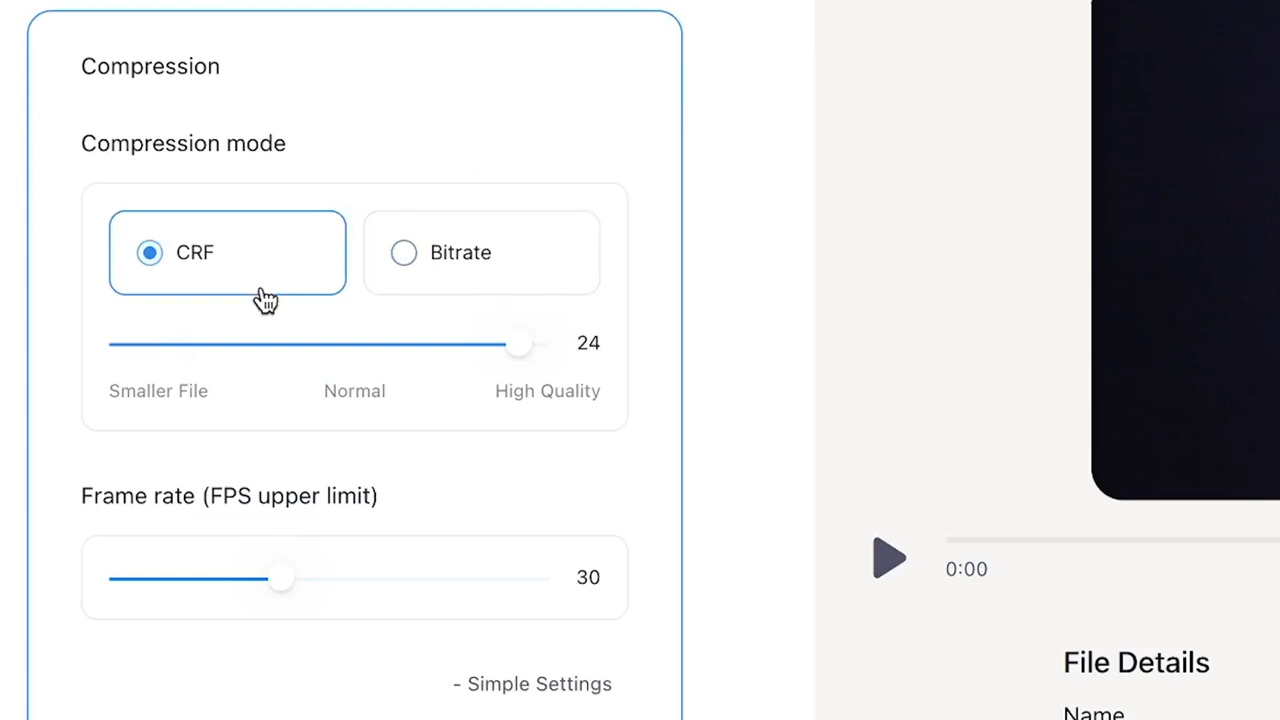 Compression
Compression mode
CRF
Bitrate
24
Smaller File
Normal
High Quality
Frame rate (FPS upper limit)
30
- Simple Settings
0:00
File Details
Name